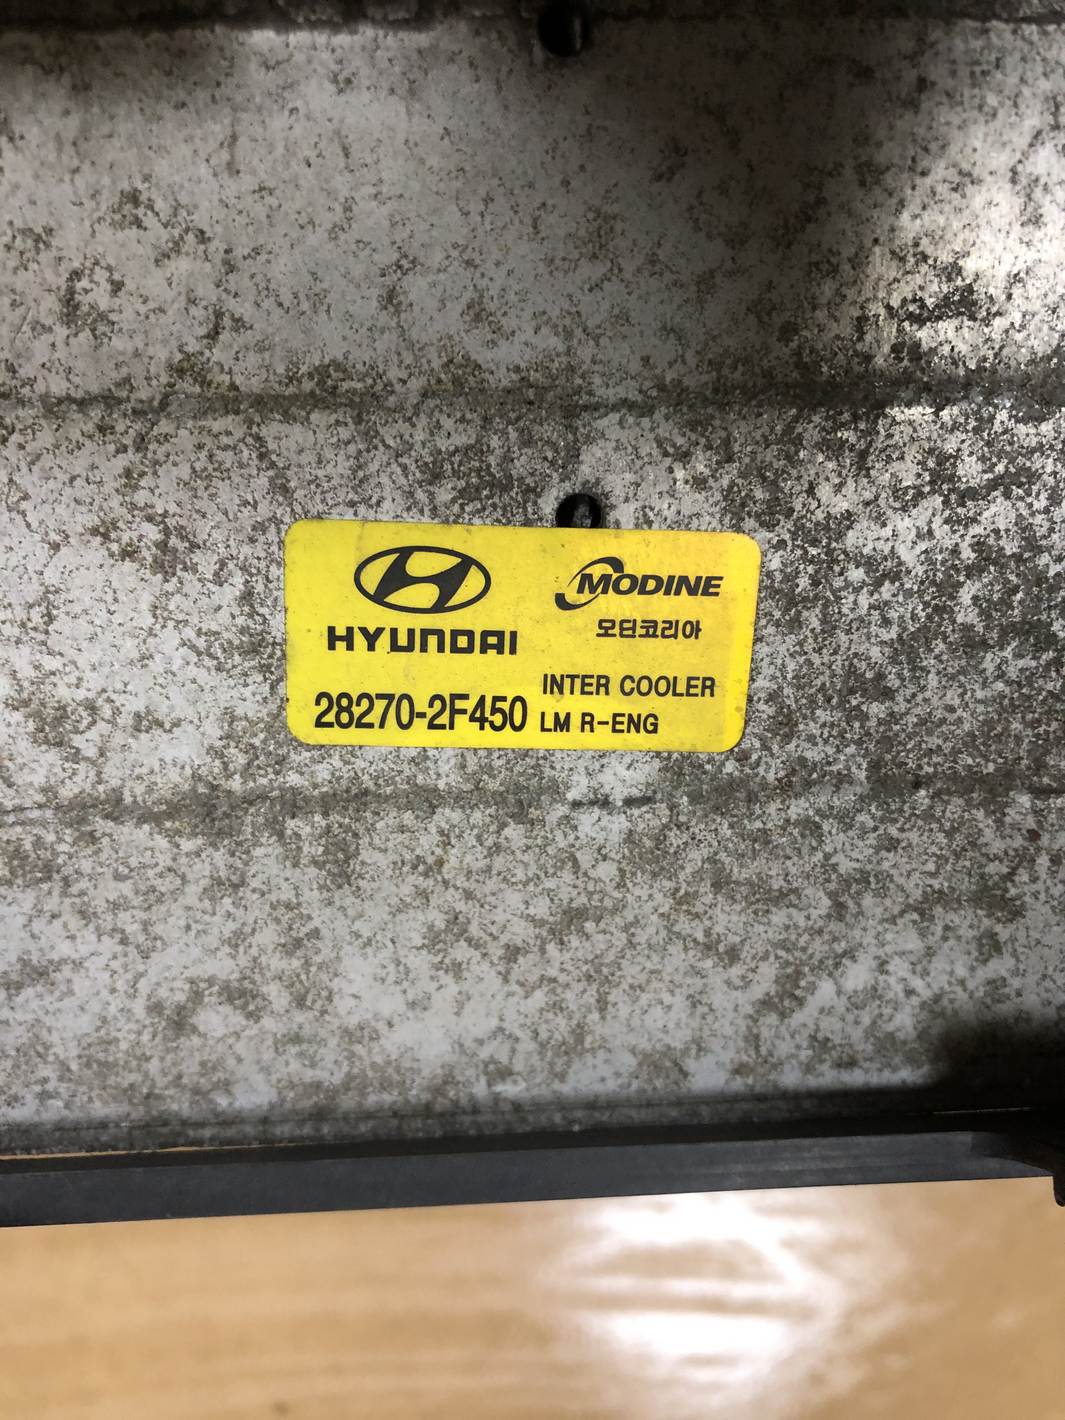 HYUNDAI
MODINE
모딘코리아
28270-2F450
INTER COOLER
LM R-ENG